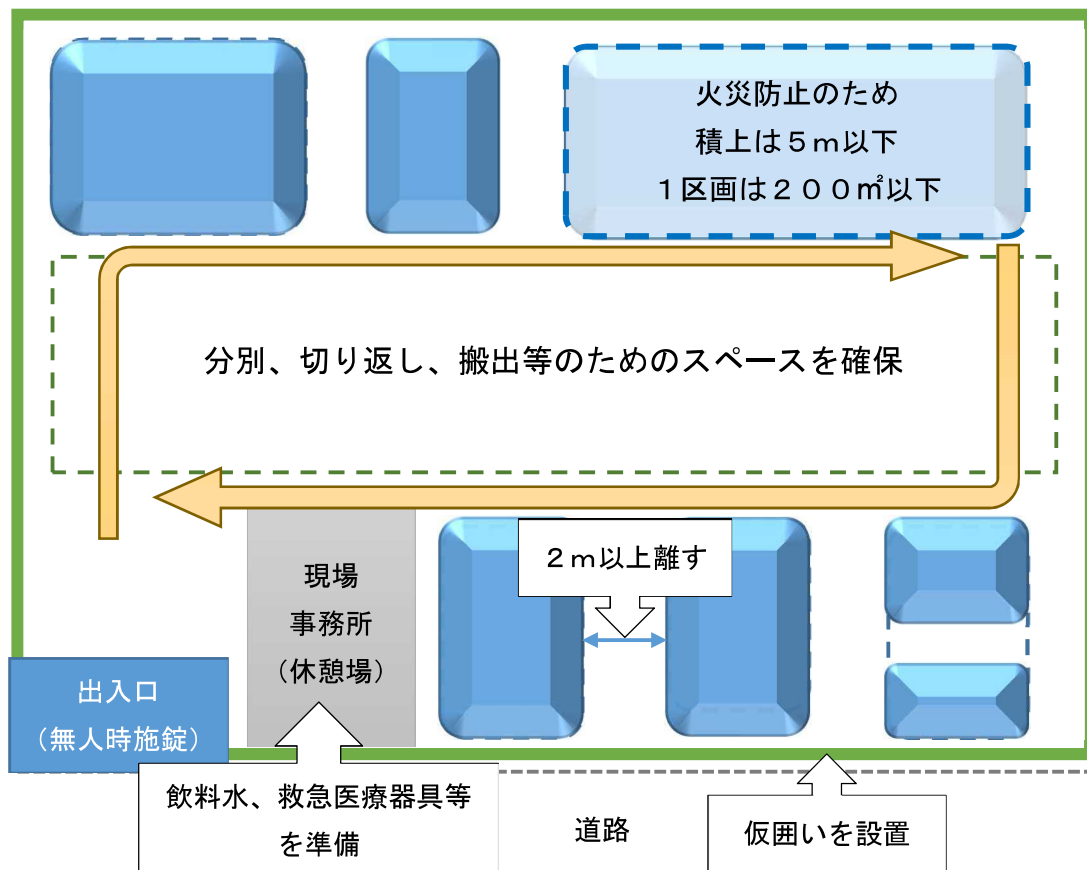 火災防止のため
積上は５ｍ以下
１区画は２００㎡以下
分別、切り返し、搬出等のためのスペースを確保
２ｍ以上離す
現場
事務所
（休憩場）
出入口
（無人時施錠）
飲料水、救急医療器具等
を準備
道路
仮囲いを設置